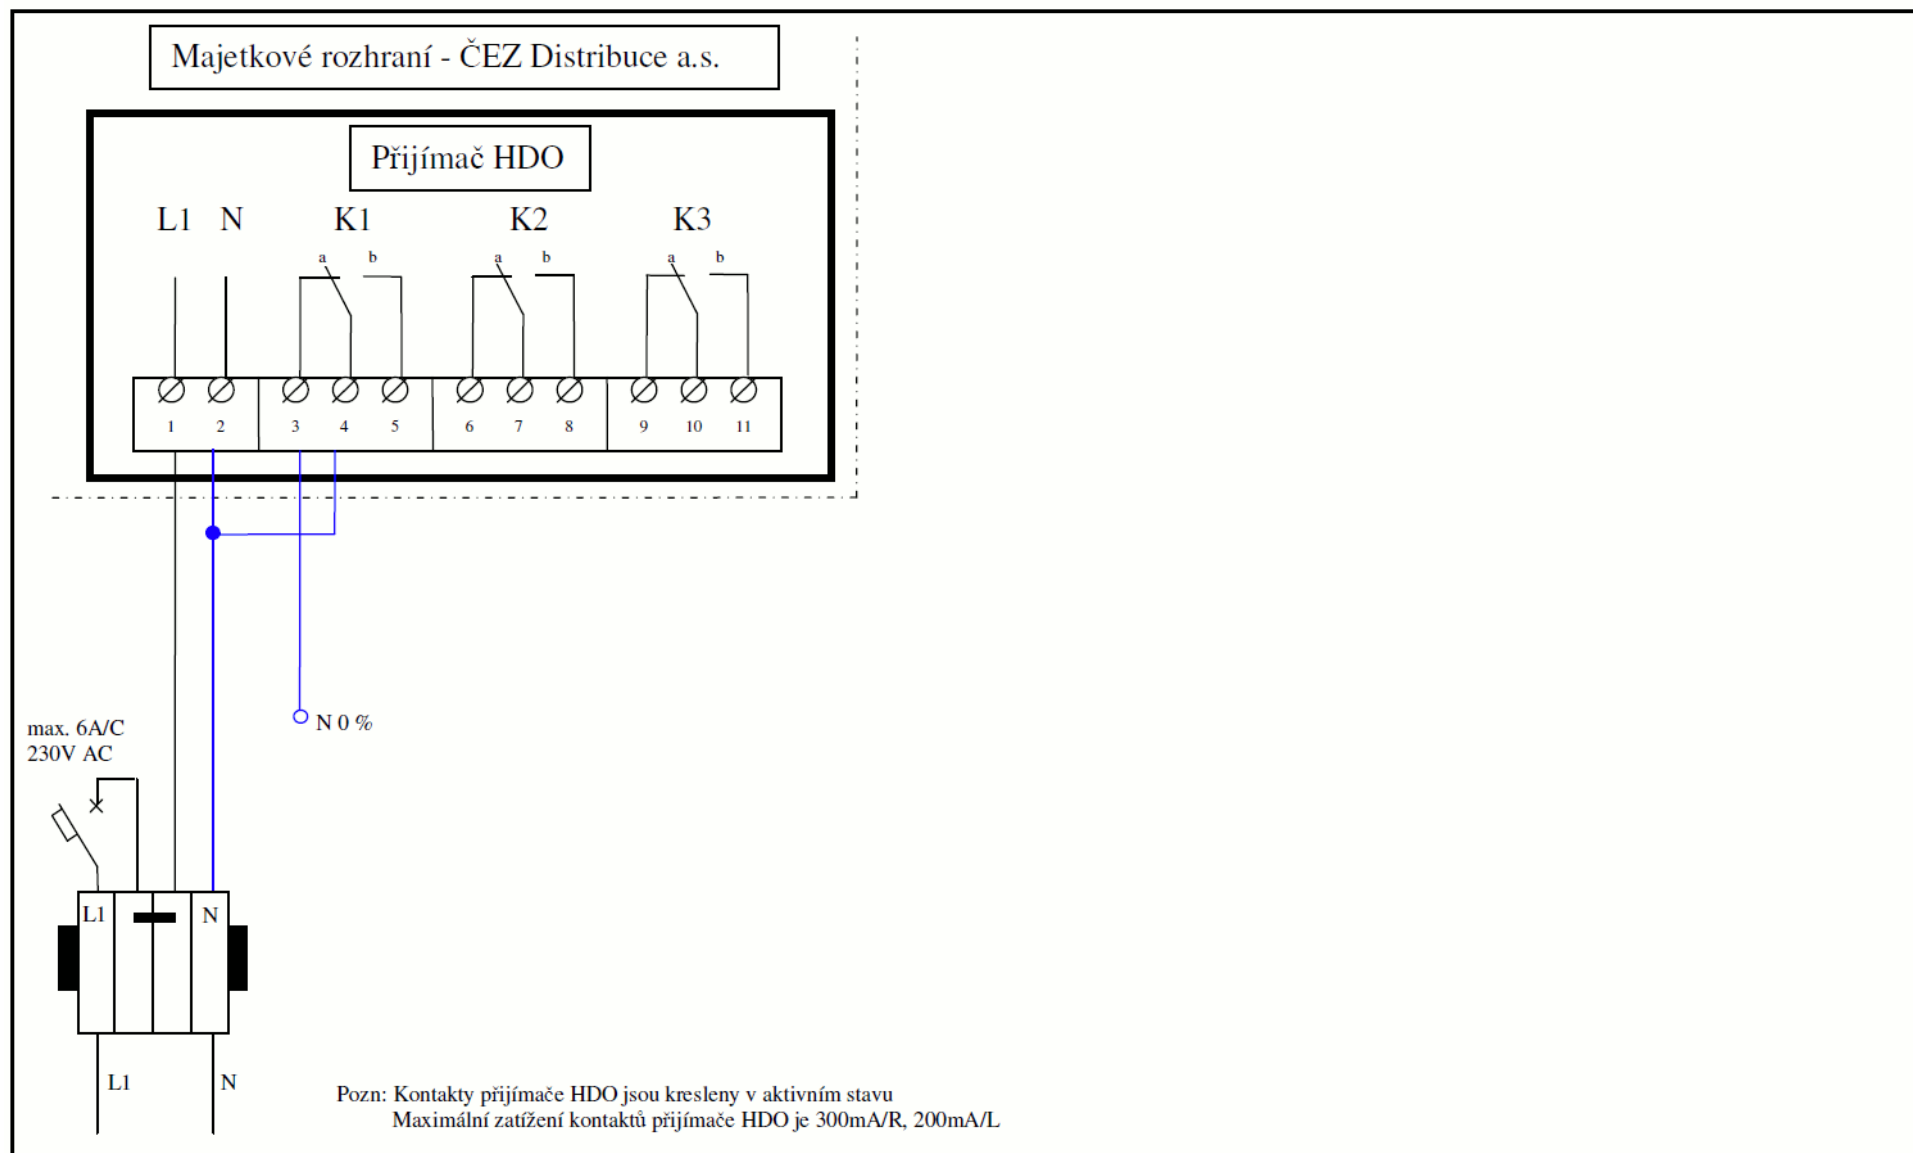 Majetkové rozhraní - ČEZ Distribuce a.s.
Přijímač HDO
L1 N K1 K2 K3
a b a b a b
1 2 3 4 5 6 7 8 9 10 11
N 0 %
max. 6A/C
230V AC
L1 N
L1 N
Pozn: Kontakty přijímače HDO jsou kresleny v aktivním stavu
Maximální zatížení kontaktů přijímače HDO je 300mA/R, 200mA/L